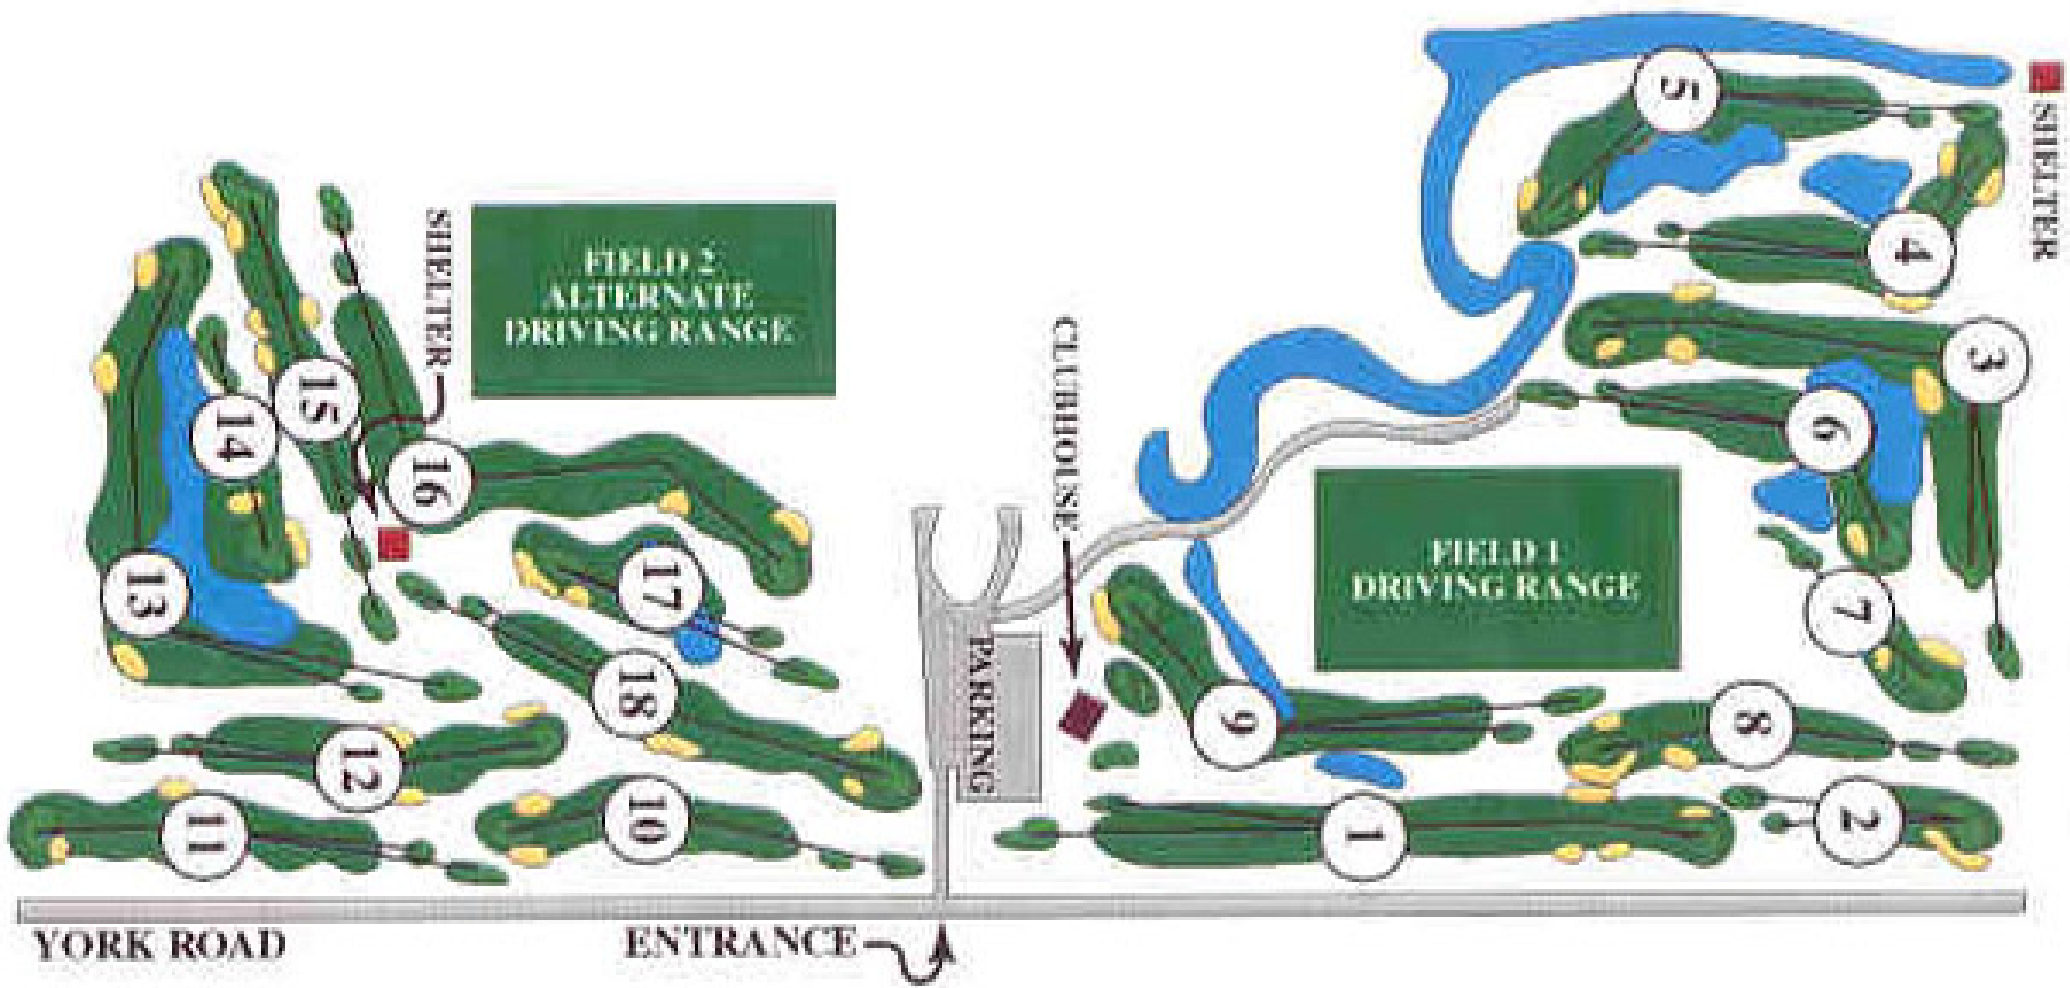 5
SHELTER
4
SHELTER
FIELD 2
ALTERNATE
DRIVING RANGE
3
CLUBHOUSE
15
14
6
16
FIELD 1
DRIVING RANGE
13
17
7
PARKING
18
9
8
12
11
10
1
2
YORK ROAD
ENTRANCE